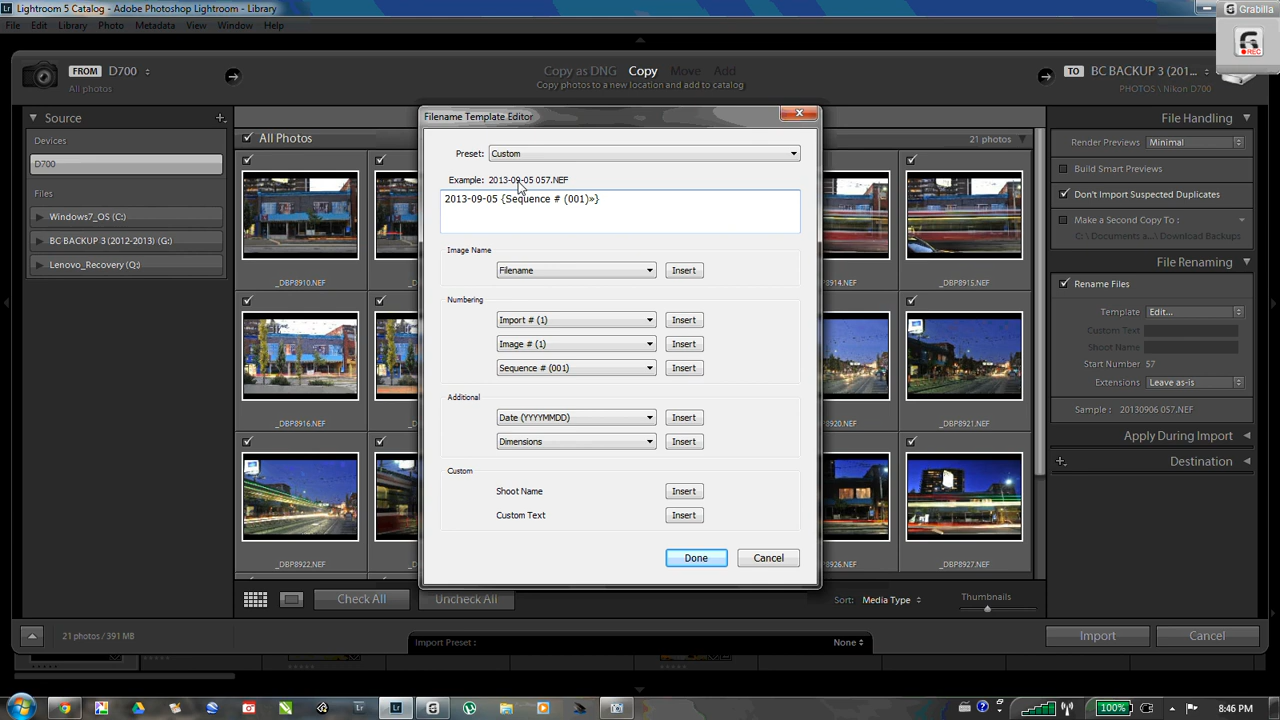 Lightroom 5 Catalog - Adobe Photoshop Lightroom - Library
Grabilla
File Edit Library Photo Metadata View Window Help
REC
FROM D700
All photos
Copy as DNG Copy Move Add
Copy photos to a new location and add to catalog
TO BC BACKUP 3 (201...
PHOTOS \ Nikon D700
Source
Devices
D700
Files
Windows7_OS (C:)
BC BACKUP 3 (2012-2013) (G:)
Lenovo_Recovery (Q:)
All Photos
21 photos
_DBP8910.NEF
_DBP8914.NEF
_DBP8915.NEF
_DBP8916.NEF
_DBP8920.NEF
_DBP8921.NEF
_DBP8922.NEF
_DBP8926.NEF
_DBP8927.NEF
Filename Template Editor
Preset: Custom
Example: 2013-09-05 057.NEF
2013-09-05 {Sequence # (001)»}
Image Name
Filename Insert
Numbering
Import # (1) Insert
Image # (1) Insert
Sequence # (001) Insert
Additional
Date (YYYYMMDD) Insert
Dimensions Insert
Custom
Shoot Name Insert
Custom Text Insert
Done Cancel
File Handling
Render Previews Minimal
Build Smart Previews
Don't Import Suspected Duplicates
Make a Second Copy To :
C:\ Documents a...\ Download Backups
File Renaming
Rename Files
Template Edit...
Custom Text
Shoot Name
Start Number 57
Extensions Leave as-is
Sample : 20130906 057.NEF
Apply During Import
Destination
Check All Uncheck All
Sort: Media Type
Thumbnails
21 photos / 391 MB
Import Preset : None
Import Cancel
100%
8:46 PM